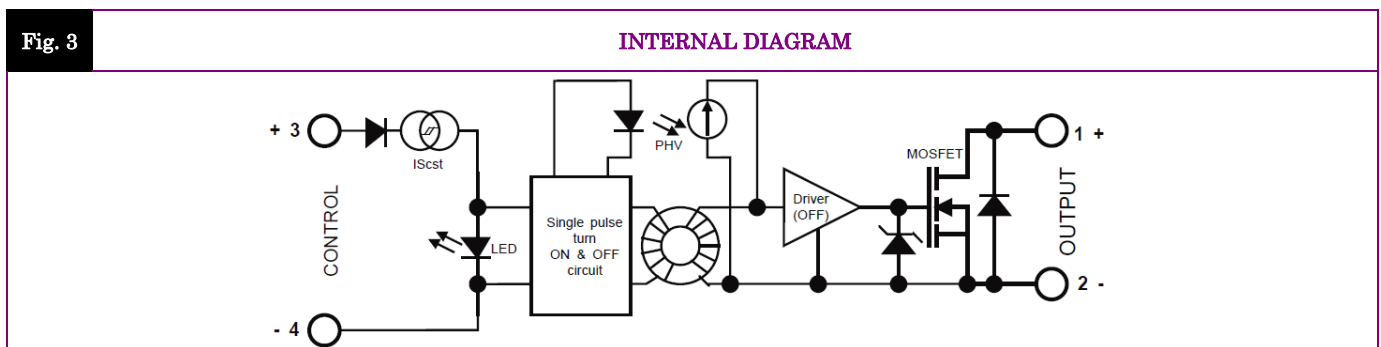 Fig. 3
INTERNAL DIAGRAM
+ 3
IScst
PHV
MOSFET
1 +
CONTROL
LED
Single pulse
turn
ON & OFF
circuit
Driver
(OFF)
OUTPUT
2 -
- 4